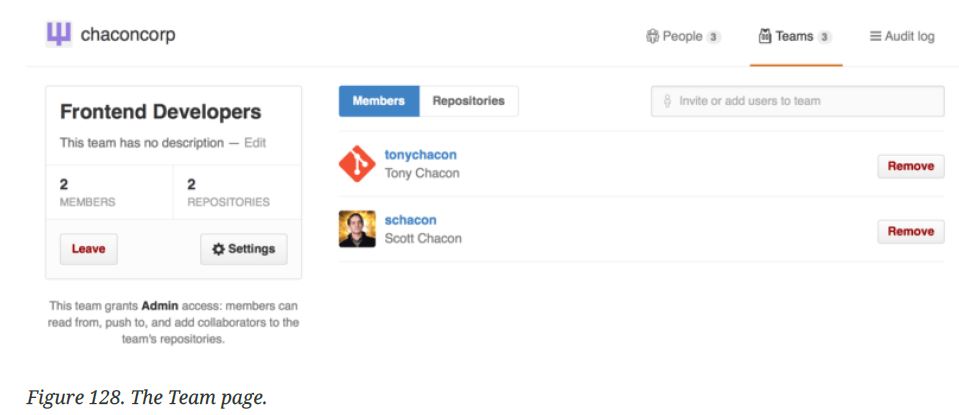 chaconcorp
People 3
Teams 3
Audit log
Frontend Developers
This team has no description — Edit
2
MEMBERS
2
REPOSITORIES
Leave
Settings
This team grants Admin access: members can
read from, push to, and add collaborators to the
team's repositories.
Members
Repositories
Invite or add users to team
tonychacon
Tony Chacon
Remove
schacon
Scott Chacon
Remove
Figure 128. The Team page.